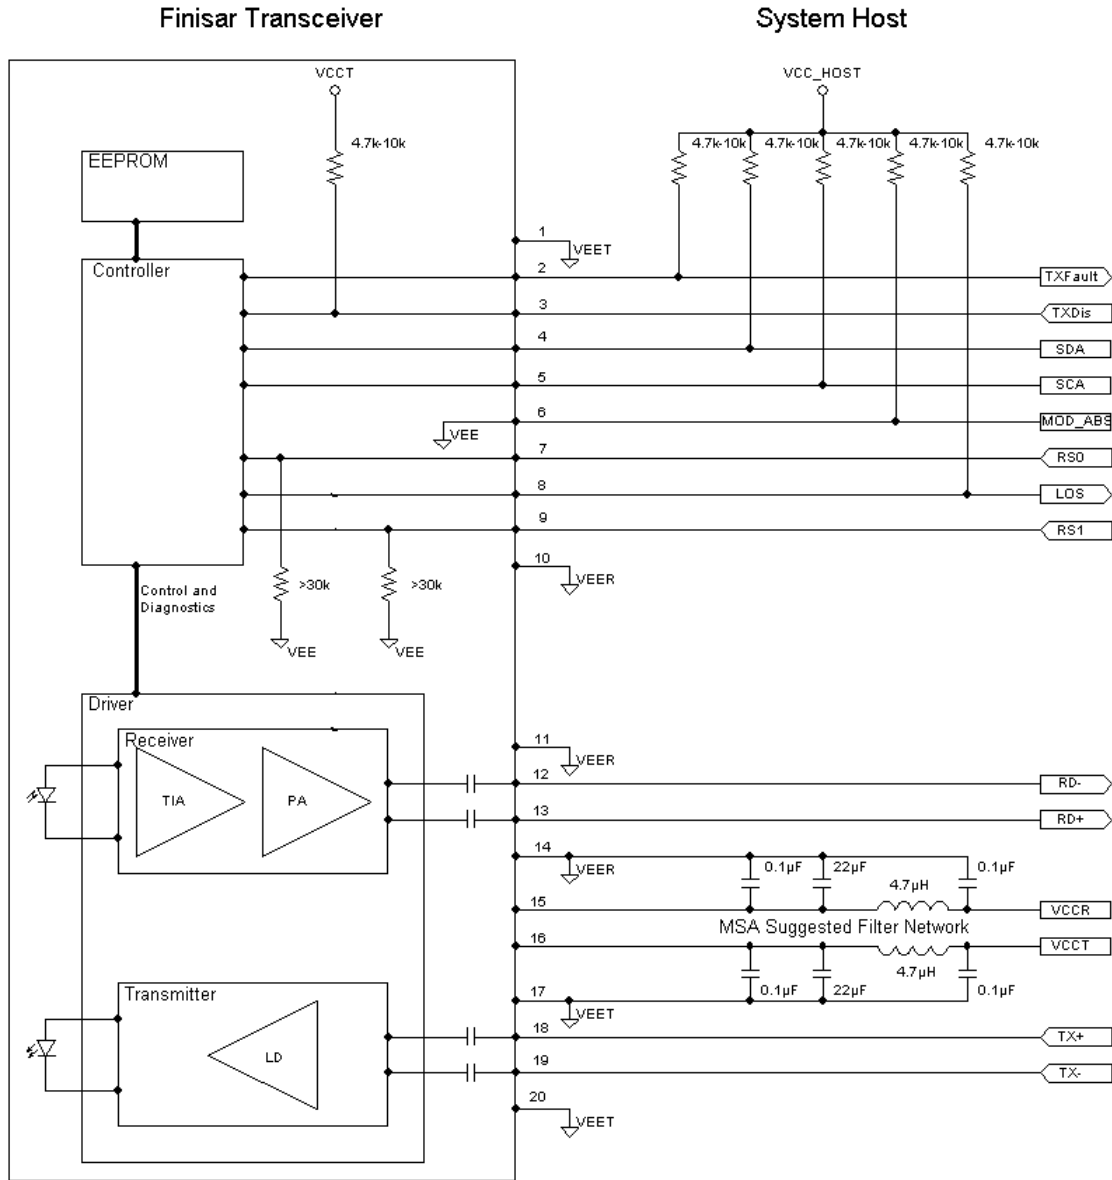 Finisar Transceiver
System Host
VCCT
VCC_HOST
4.7k-10k
4.7k-10k
4.7k-10k
4.7k-10k
4.7k-10k
4.7k-10k
EEPROM
1
VEET
Controller
2
TXFault
3
TXDis
4
SDA
5
SCA
6
VEE
MOD_ABS
7
RS0
8
LOS
9
RS1
10
VEER
Control and
Diagnostics
>30k
>30k
VEE
VEE
Driver
Receiver
TIA
PA
11
VEER
12
RD-
13
RD+
14
VEER
0.1µF
22µF
4.7µH
0.1µF
15
VCCR
MSA Suggested Filter Network
16
VCCT
4.7µH
0.1µF
22µF
0.1µF
17
VEET
Transmitter
LD
18
TX+
19
TX-
20
VEET